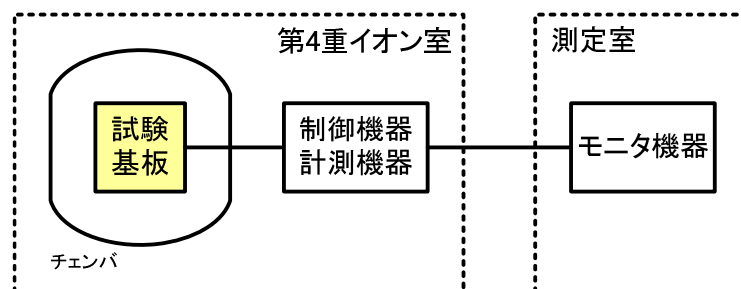 第4重イオン室
測定室
試験
基板
制御機器
計測機器
モニタ機器
チェンバ